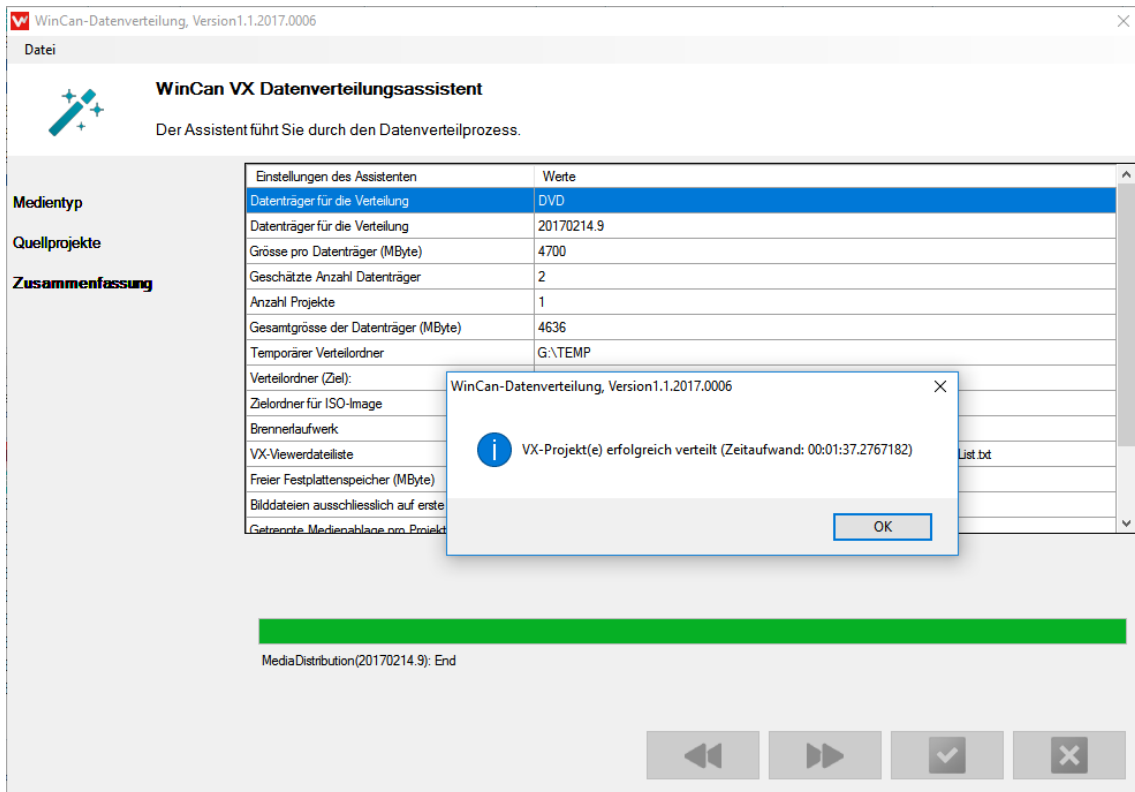 WinCan-Datenverteilung, Version1.1.2017.0006
Datei
WinCan VX Datenverteilungsassistent
Der Assistent führt Sie durch den Datenverteilprozess.
Medientyp
Quellprojekte
Zusammenfassung
Einstellungen des Assistenten Werte
Datenträger für die Verteilung DVD
Datenträger für die Verteilung 20170214.9
Grösse pro Datenträger (MByte) 4700
Geschätzte Anzahl Datenträger 2
Anzahl Projekte 1
Gesamtgrösse der Datenträger (MByte) 4636
Temporärer Verteilordner G:\TEMP
Verteilordner (Ziel):
Zielordner für ISO-Image
Brennerlaufwerk
VX-Viewerdateiliste List.txt
Freier Festplattenspeicher (MByte)
Bilddateien ausschliesslich auf erste
Getrennte Medienablage pro Projekt
WinCan-Datenverteilung, Version1.1.2017.0006
VX-Projekt(e) erfolgreich verteilt (Zeitaufwand: 00:01:37.2767182)
OK
MediaDistribution(20170214.9): End